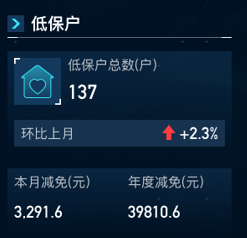 低保户
低保户总数(户)
137
环比上月 +2.3%
本月减免(元) 年度减免(元)
3,291.6 39810.6